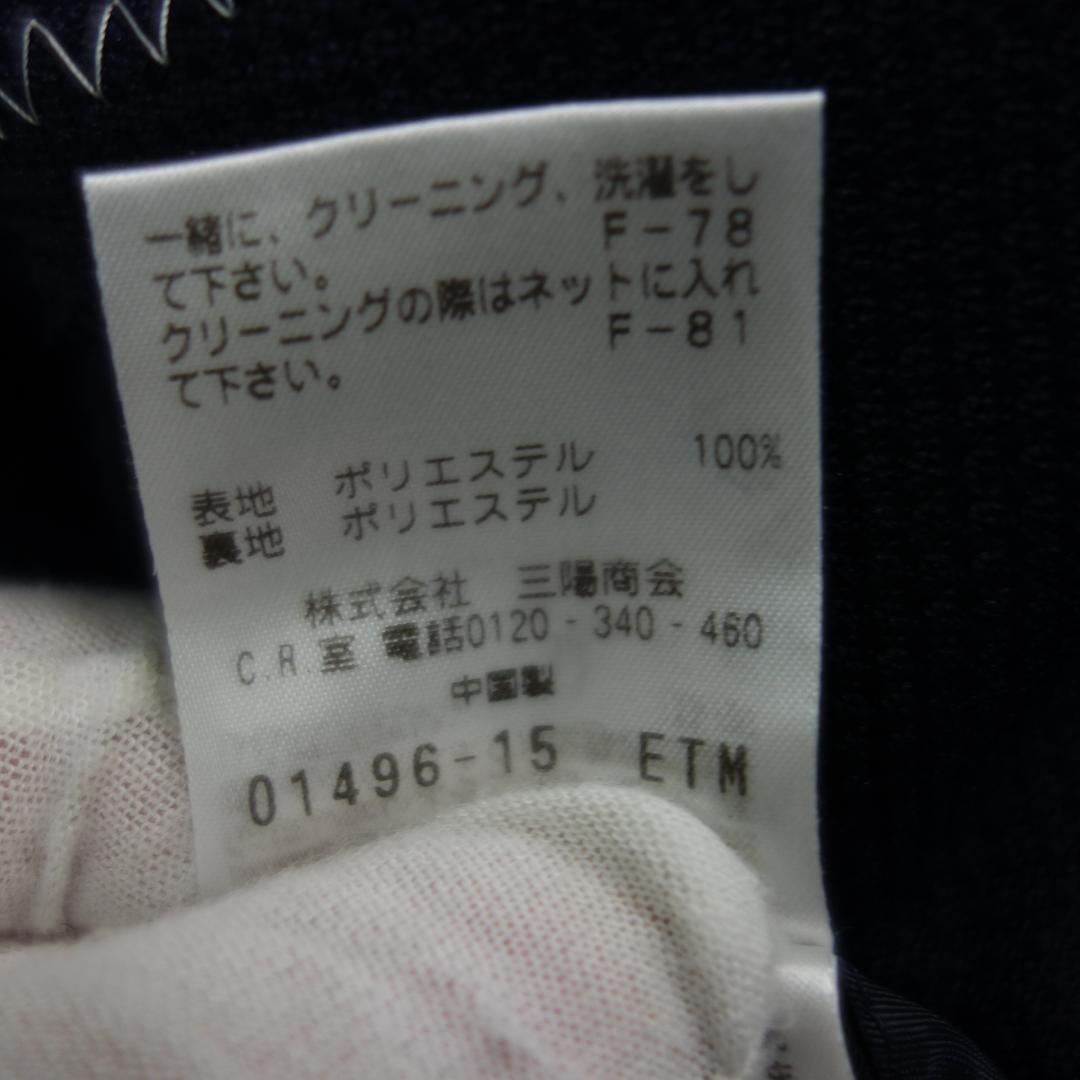 一緒に、クリーニング、洗濯をし
F-78
て下さい。
クリーニングの際はネットに入れ
F-81
て下さい。
表地 ポリエステル 100%
裏地 ポリエステル
株式会社 三陽商会
C.R.室 電話0120-340-460
中国製
01496-15 ETM